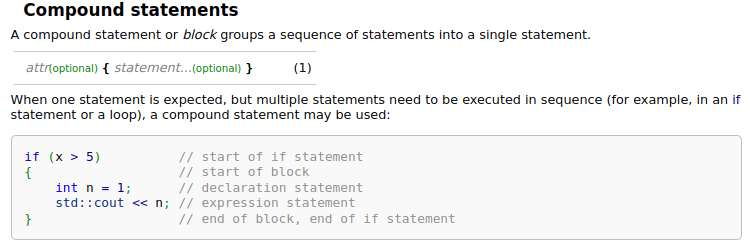 Compound statements
A compound statement or block groups a sequence of statements into a single statement.
attr(optional) { statement...(optional) } (1)
When one statement is expected, but multiple statements need to be executed in sequence (for example, in an if
statement or a loop), a compound statement may be used:
if (x > 5)          // start of if statement
{                   // start of block
    int n = 1;      // declaration statement
    std::cout << n; // expression statement
}                   // end of block, end of if statement